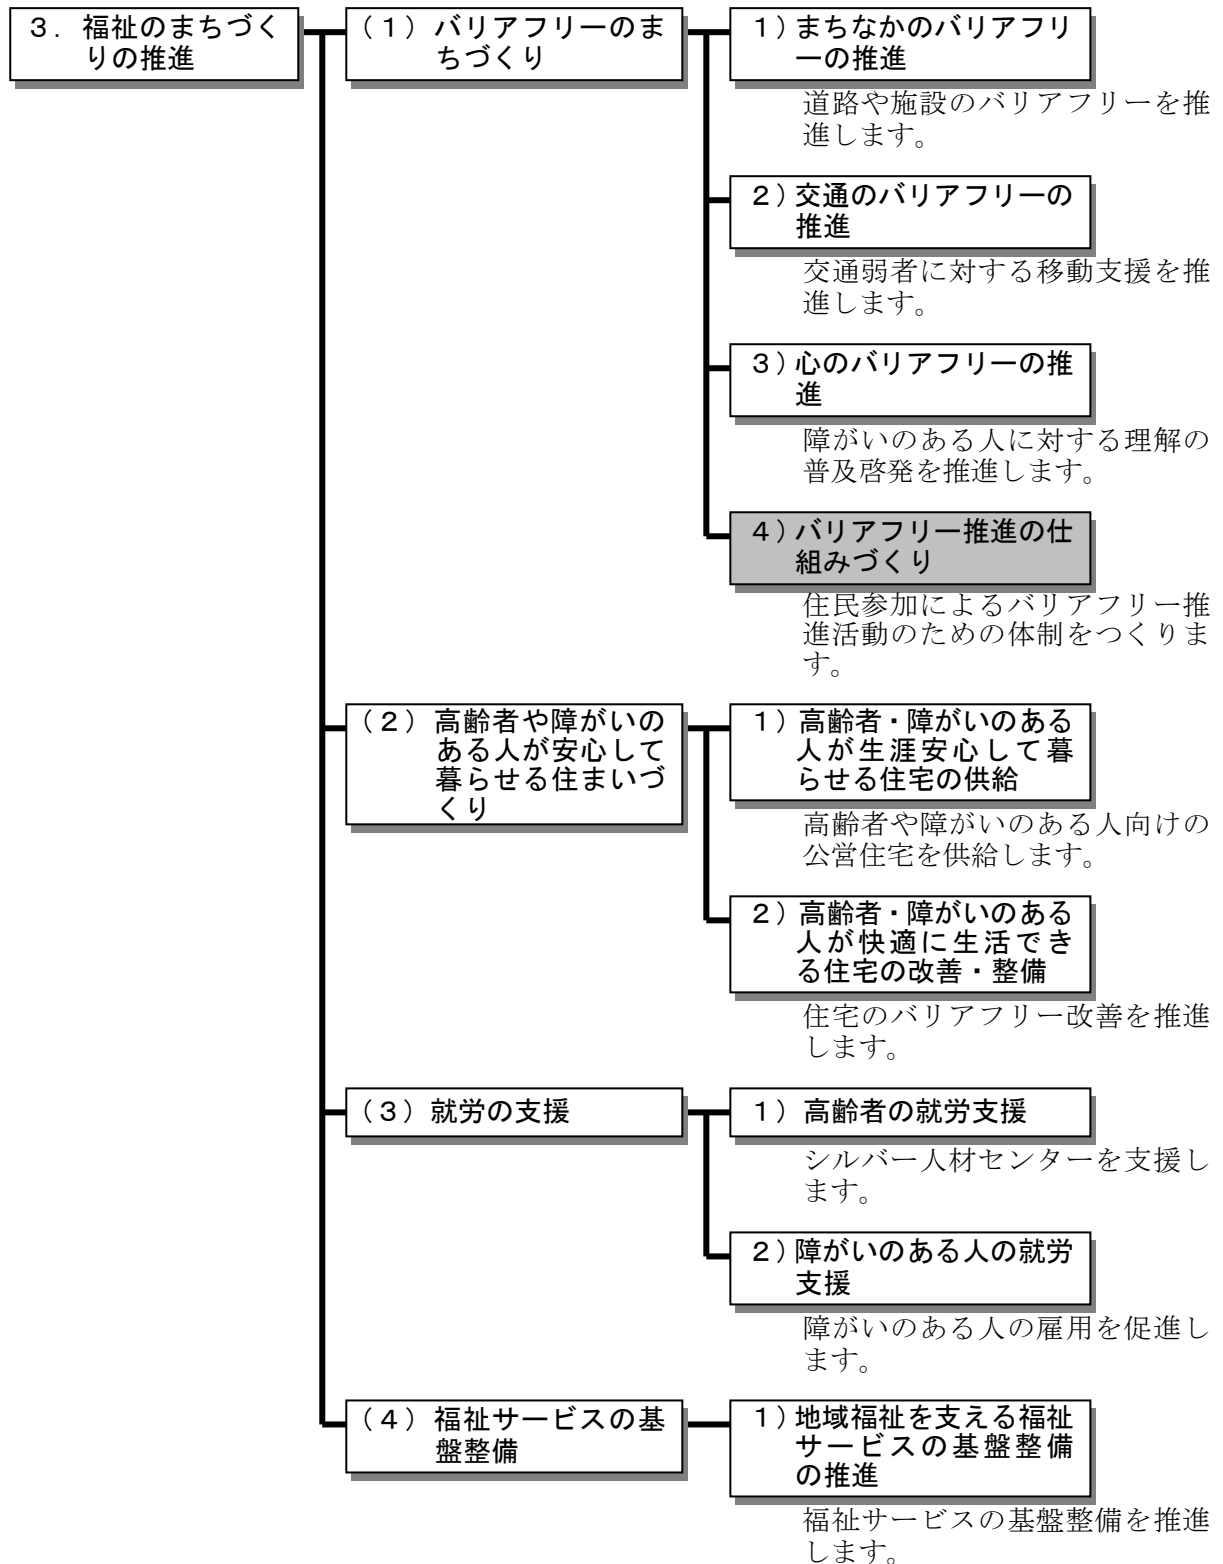 3．福祉のまちづく
りの推進
（1）バリアフリーのま
ちづくり
1）まちなかのバリアフリ
ーの推進
道路や施設のバリアフリーを推
進します。
2）交通のバリアフリーの
推進
交通弱者に対する移動支援を推
進します。
3）心のバリアフリーの推
進
障がいのある人に対する理解の
普及啓発を推進します。
4）バリアフリー推進の仕
組みづくり
住民参加によるバリアフリー推
進活動のための体制をつくりま
す。
（2）高齢者や障がいの
ある人が安心して
暮らせる住まいづ
くり
1）高齢者・障がいのある
人が生涯安心して暮
らせる住宅の供給
高齢者や障がいのある人向けの
公営住宅を供給します。
2）高齢者・障がいのある
人が快適に生活でき
る住宅の改善・整備
住宅のバリアフリー改善を推進
します。
（3）就労の支援
1）高齢者の就労支援
シルバー人材センターを支援し
ます。
2）障がいのある人の就労
支援
障がいのある人の雇用を促進し
ます。
（4）福祉サービスの基
盤整備
1）地域福祉を支える福祉
サービスの基盤整備
の推進
福祉サービスの基盤整備を推進
します。